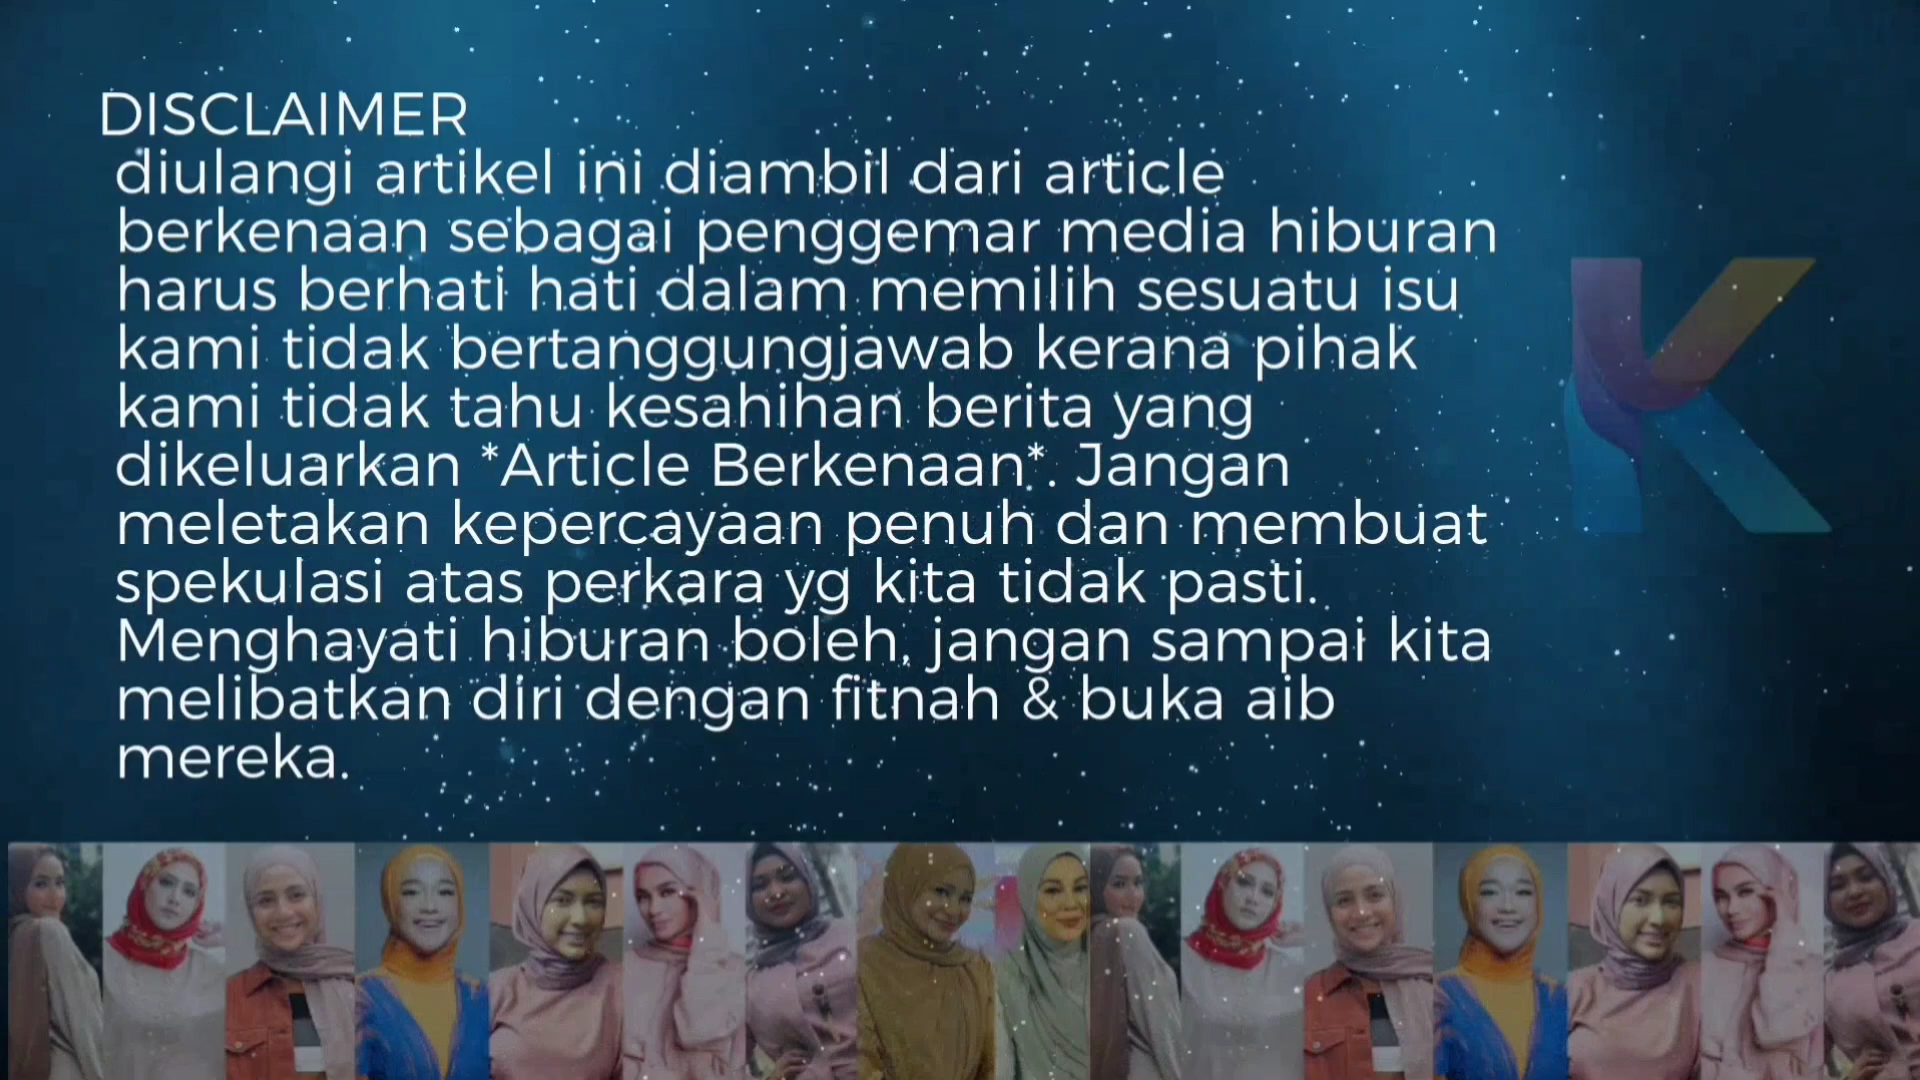 DISCLAIMER
diulangi artikel ini diambil dari article
berkenaan sebagai penggemar media hiburan
harus berhati hati dalam memilih sesuatu isu
kami tidak bertanggungjawab kerana pihak
kami tidak tahu kesahihan berita yang
dikeluarkan *Article Berkenaan*. Jangan
meletakan kepercayaan penuh dan membuat
spekulasi atas perkara yg kita tidak pasti.
Menghayati hiburan boleh, jangan sampai kita
melibatkan diri dengan fitnah & buka aib
mereka.
K